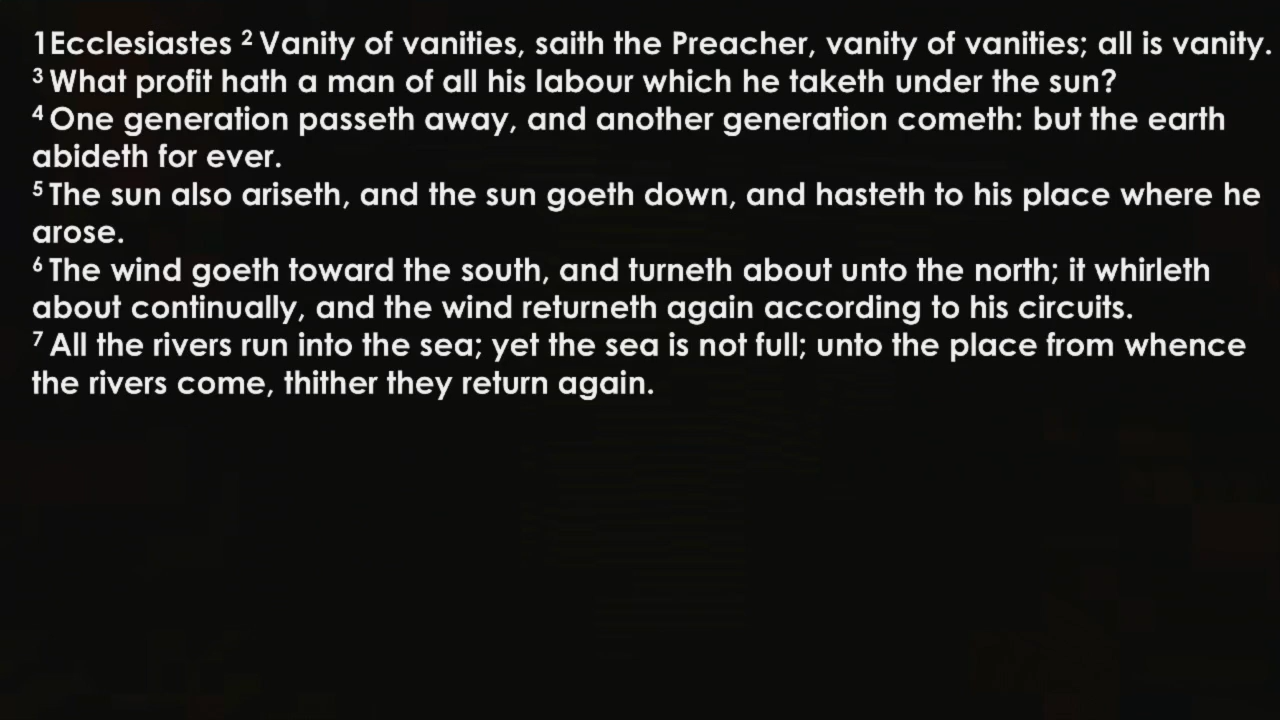 1Ecclesiastes ² Vanity of vanities, saith the Preacher, vanity of vanities; all is vanity.
³ What profit hath a man of all his labour which he taketh under the sun?
⁴ One generation passeth away, and another generation cometh: but the earth
abideth for ever.
⁵ The sun also ariseth, and the sun goeth down, and hasteth to his place where he
arose.
⁶ The wind goeth toward the south, and turneth about unto the north; it whirleth
about continually, and the wind returneth again according to his circuits.
⁷ All the rivers run into the sea; yet the sea is not full; unto the place from whence
the rivers come, thither they return again.